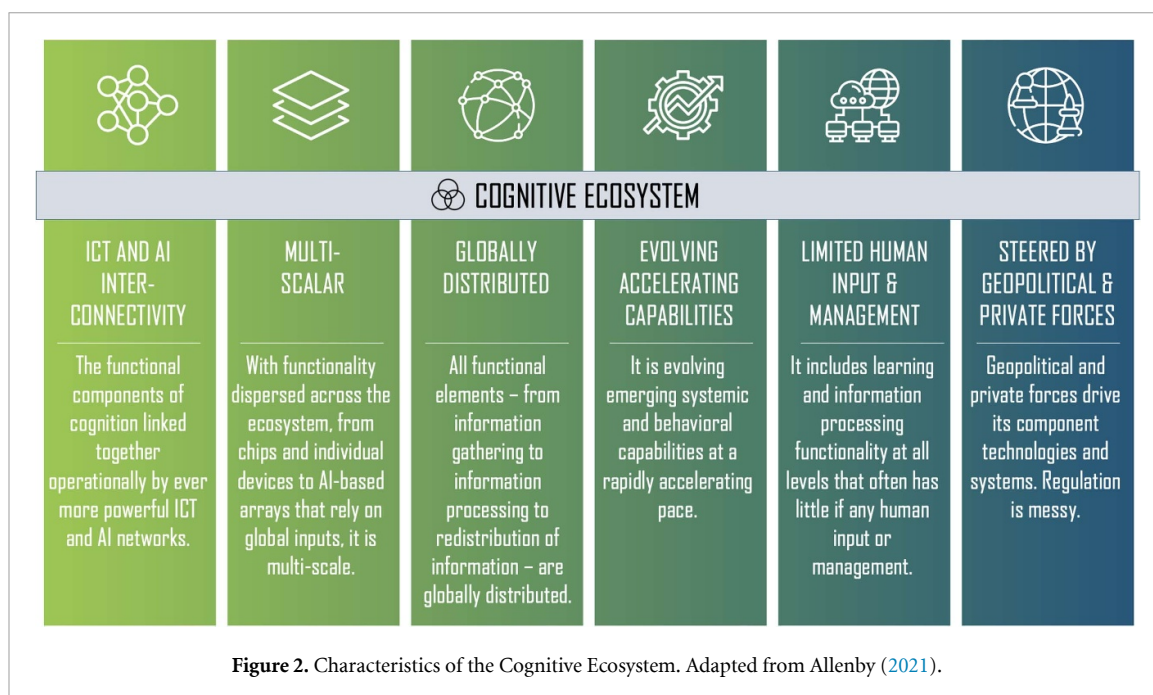 COGNITIVE ECOSYSTEM
ICT AND AI
INTER-
CONNECTIVITY
The functional
components of
cognition linked
together
operationally by ever
more powerful ICT
and AI networks.
MULTI-
SCALAR
With functionality
dispersed across the
ecosystem, from
chips and individual
devices to AI-based
arrays that rely on
global inputs, it is
multi-scale.
GLOBALLY
DISTRIBUTED
All functional
elements – from
information
gathering to
information
processing to
redistribution of
information – are
globally distributed.
EVOLVING
ACCELERATING
CAPABILITIES
It is evolving
emerging systemic
and behavioral
capabilities at a
rapidly accelerating
pace.
LIMITED HUMAN
INPUT &
MANAGEMENT
It includes learning
and information
processing
functionality at all
levels that often has
little if any human
input or
management.
STEERED BY
GEOPOLITICAL &
PRIVATE FORCES
Geopolitical and
private forces drive
its component
technologies and
systems. Regulation
is messy.
Figure 2. Characteristics of the Cognitive Ecosystem. Adapted from Allenby (2021).